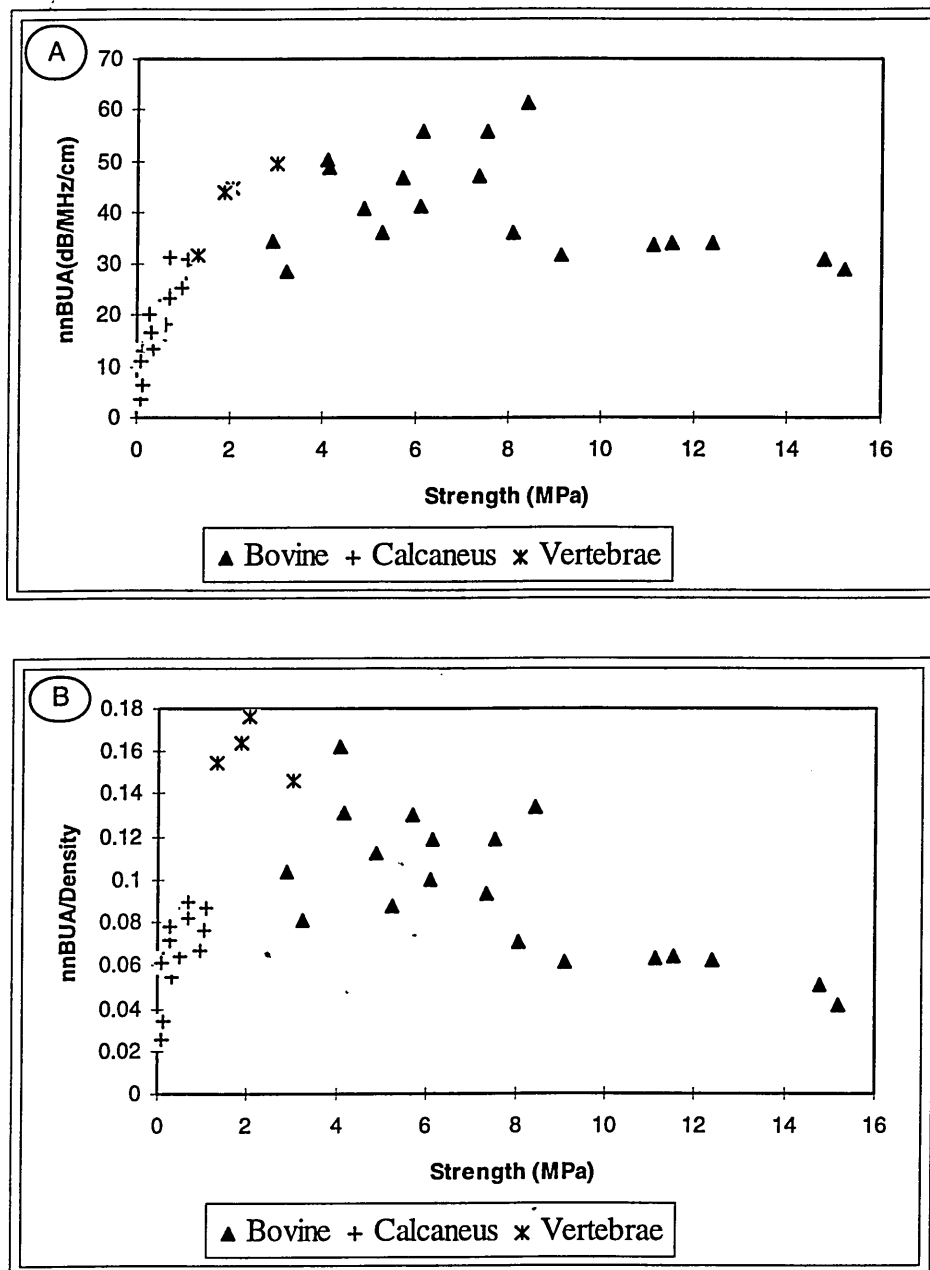 A
nnBUA(dB/MHz/cm)
70
60
50
40
30
20
10
0
0 2 4 6 8 10 12 14 16
Strength (MPa)
▲ Bovine + Calcaneus ⚹ Vertebrae
B
nnBUA/Density
0.18
0.16
0.14
0.12
0.1
0.08
0.06
0.04
0.02
0
0 2 4 6 8 10 12 14 16
Strength (MPa)
▲ Bovine + Calcaneus ⚹ Vertebrae